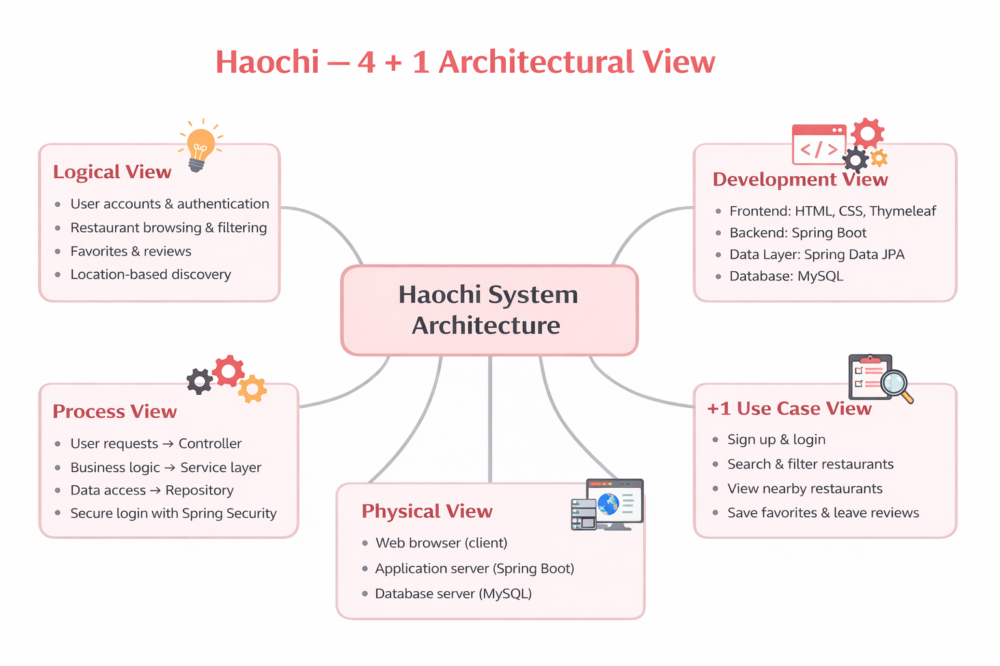 Haochi — 4 + 1 Architectural View
Logical View
• User accounts & authentication
• Restaurant browsing & filtering
• Favorites & reviews
• Location-based discovery
</>
Development View
• Frontend: HTML, CSS, Thymeleaf
• Backend: Spring Boot
• Data Layer: Spring Data JPA
• Database: MySQL
Haochi System
Architecture
Process View
• User requests → Controller
• Business logic → Service layer
• Data access → Repository
• Secure login with Spring Security
Physical View
• Web browser (client)
• Application server (Spring Boot)
• Database server (MySQL)
+1 Use Case View
• Sign up & login
• Search & filter restaurants
• View nearby restaurants
• Save favorites & leave reviews